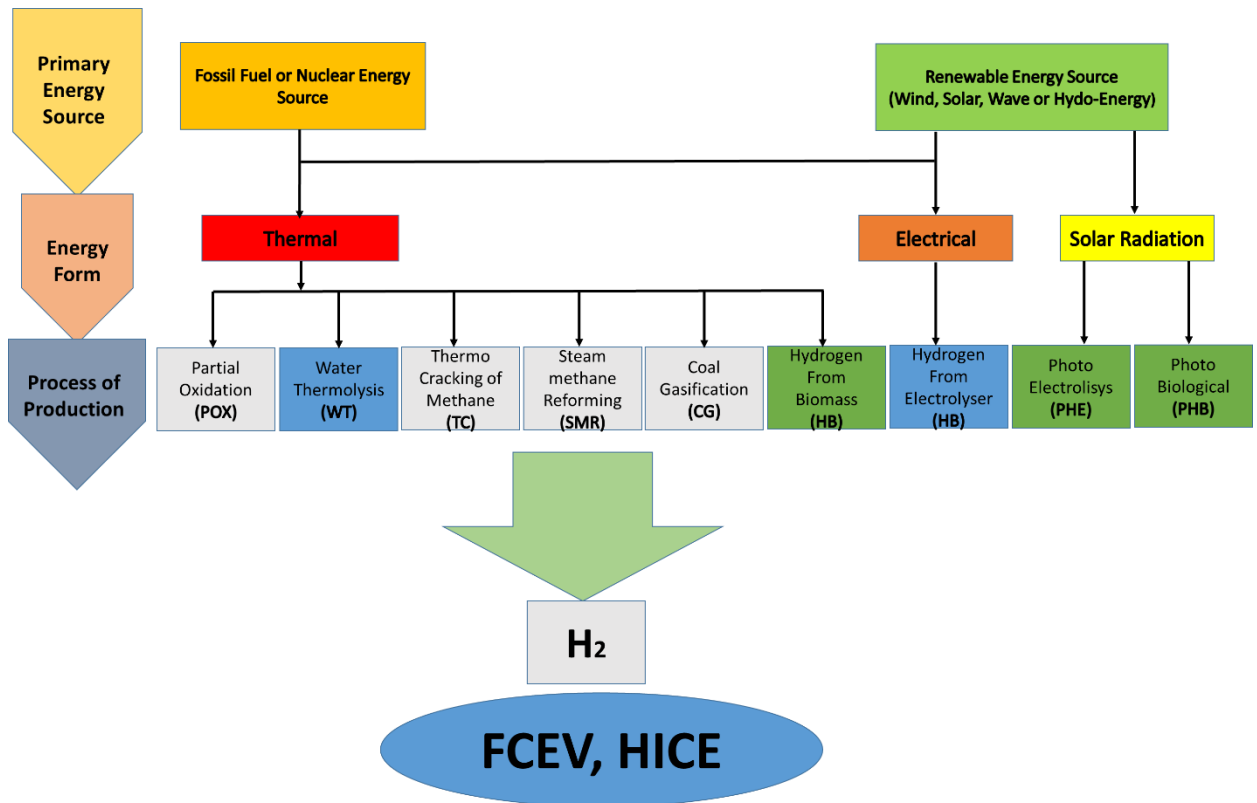 Primary
Energy
Source
Fossil Fuel or Nuclear Energy
Source
Renewable Energy Source
(Wind, Solar, Wave or Hydo-Energy)
Energy
Form
Thermal
Electrical
Solar Radiation
Process of
Production
Partial
Oxidation
(POX)
Water
Thermolysis
(WT)
Thermo
Cracking of
Methane
(TC)
Steam
methane
Reforming
(SMR)
Coal
Gasification
(CG)
Hydrogen
From
Biomass
(HB)
Hydrogen
From
Electrolyser
(HB)
Photo
Electrolisys
(PHE)
Photo
Biological
(PHB)
H₂
FCEV, HICE